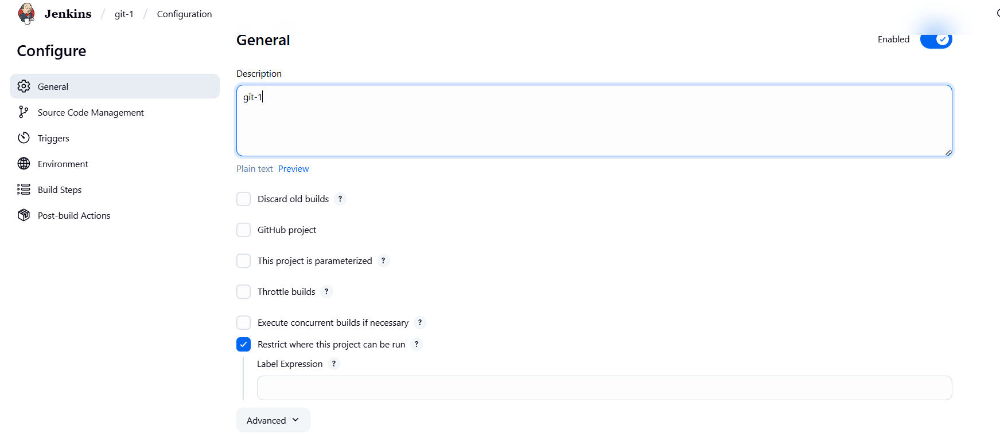 Jenkins / git-1 / Configuration
Configure
General
Source Code Management
Triggers
Environment
Build Steps
Post-build Actions
General
Enabled
Description
git-1
Plain text Preview
Discard old builds ?
GitHub project
This project is parameterized ?
Throttle builds ?
Execute concurrent builds if necessary ?
Restrict where this project can be run ?
Label Expression ?
Advanced